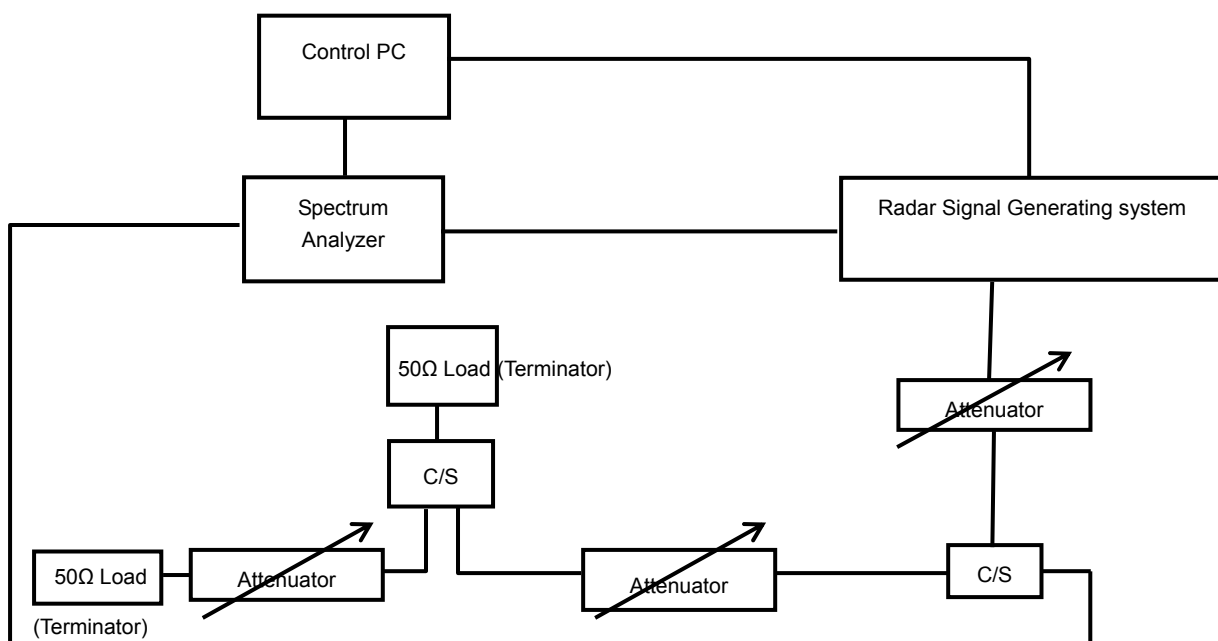 Control PC
Spectrum
Analyzer
Radar Signal Generating system
50Ω Load (Terminator)
Attenuator
C/S
50Ω Load
(Terminator)
Attenuator
Attenuator
C/S